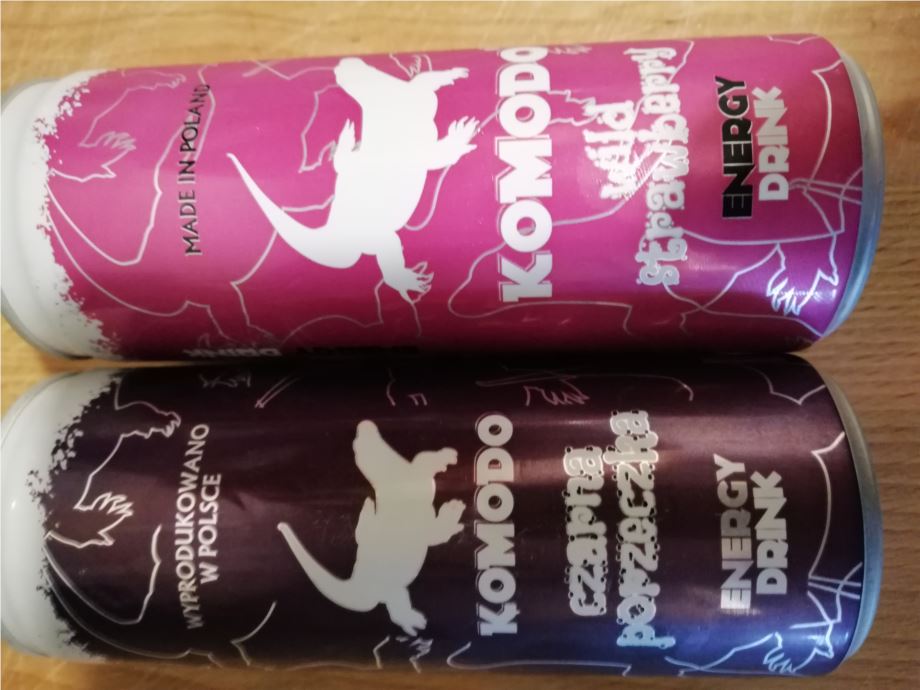 MADE IN POLAND
KOMODO
wild
strawberry
ENERGY
DRINK
WYPRODUKOWANO
W POLSCE
KOMODO
czarna
porzeczka
ENERGY
DRINK